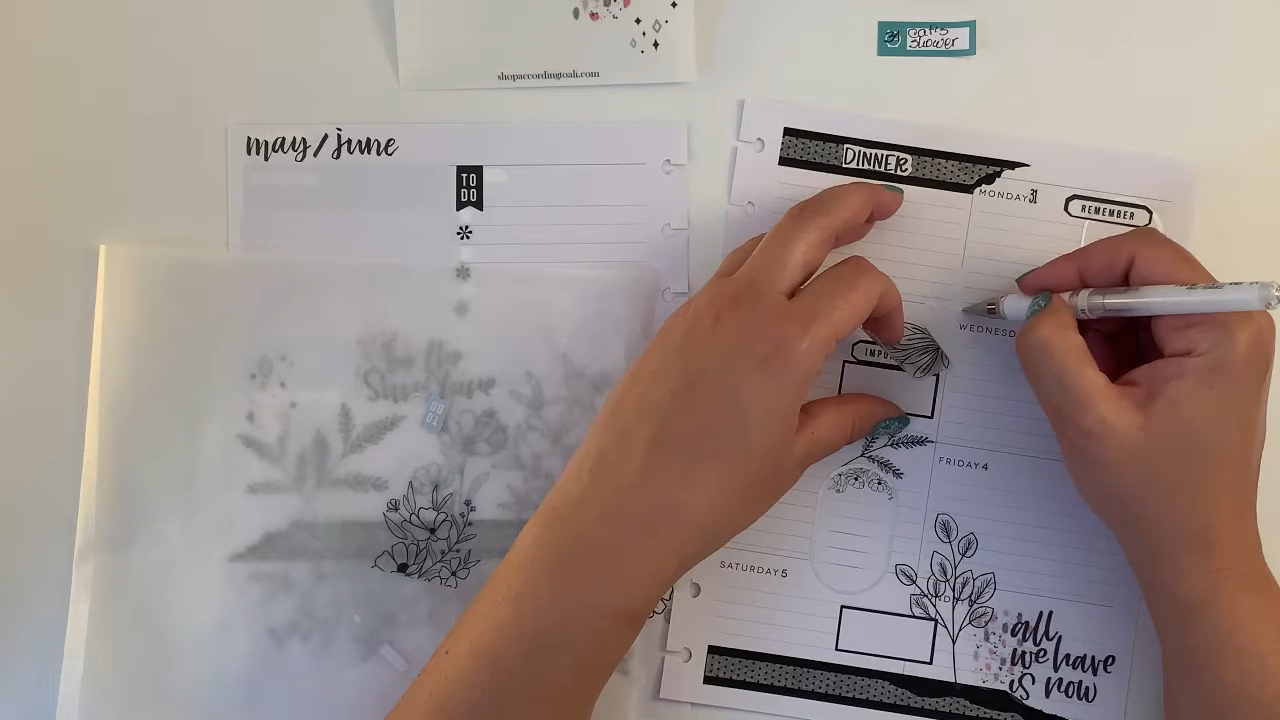 shopaccordingtoali.com
cat's
shower
may/june
TO
DO
DINNER
MONDAY 31
REMEMBER
WEDNESD
IMPO
FRIDAY 4
SATURDAY 5
all
we have
is now